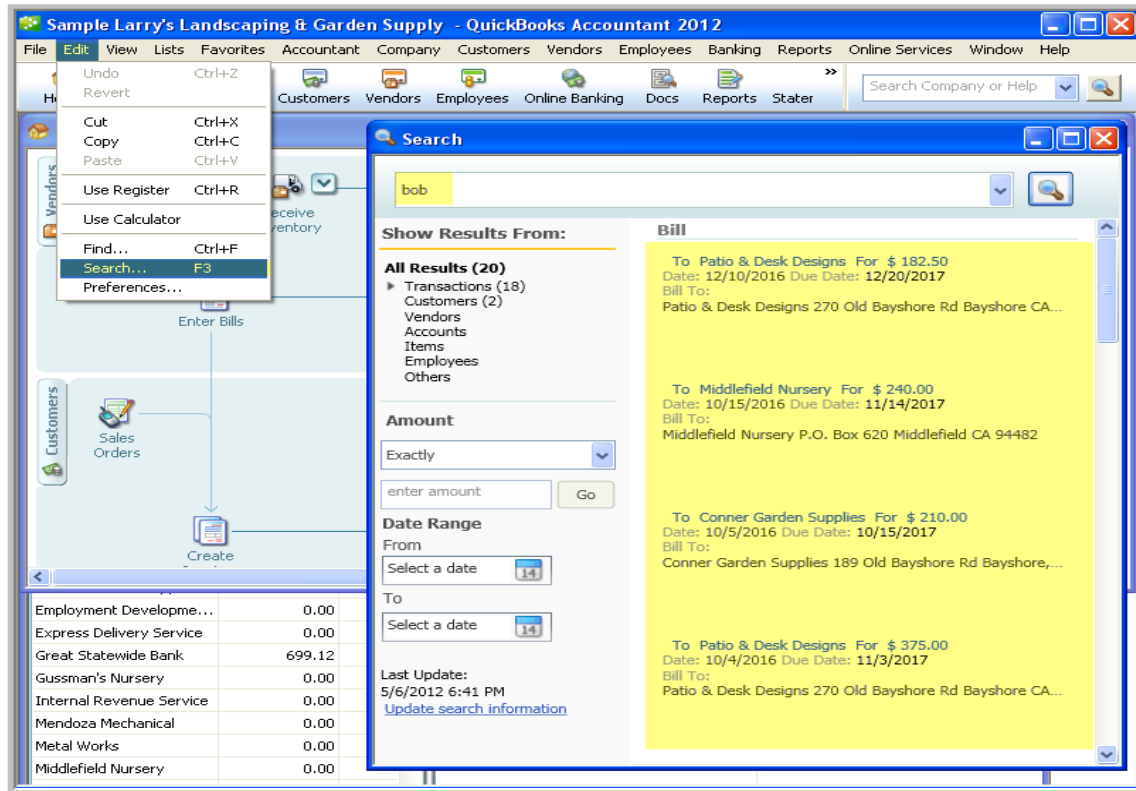 Sample Larry's Landscaping & Garden Supply - QuickBooks Accountant 2012
File Edit View Lists Favorites Accountant Company Customers Vendors Employees Banking Reports Online Services Window Help
Customers Vendors Employees Online Banking Docs Reports Stater » Search Company or Help
Undo Ctrl+Z
Revert
Cut Ctrl+X
Copy Ctrl+C
Paste Ctrl+V
Use Register Ctrl+R
Use Calculator
Find... Ctrl+F
Search... F3
Preferences...
Vendors
Enter Bills
Customers
Sales
Orders
Create
Employment Developme... 0.00
Express Delivery Service 0.00
Great Statewide Bank 699.12
Gussman's Nursery 0.00
Internal Revenue Service 0.00
Mendoza Mechanical 0.00
Metal Works 0.00
Middlefield Nursery 0.00
Search
bob
Show Results From:
All Results (20)
Transactions (18)
Customers (2)
Vendors
Accounts
Items
Employees
Others
Amount
Exactly
enter amount Go
Date Range
From
Select a date 14
To
Select a date 14
Last Update:
5/6/2012 6:41 PM
Update search information
Bill
To Patio & Desk Designs For $ 182.50
Date: 12/10/2016 Due Date: 12/20/2017
Bill To:
Patio & Desk Designs 270 Old Bayshore Rd Bayshore CA...
To Middlefield Nursery For $ 240.00
Date: 10/15/2016 Due Date: 11/14/2017
Bill To:
Middlefield Nursery P.O. Box 620 Middlefield CA 94482
To Conner Garden Supplies For $ 210.00
Date: 10/5/2016 Due Date: 10/15/2017
Bill To:
Conner Garden Supplies 189 Old Bayshore Rd Bayshore,...
To Patio & Desk Designs For $ 375.00
Date: 10/4/2016 Due Date: 11/3/2017
Bill To:
Patio & Desk Designs 270 Old Bayshore Rd Bayshore CA...